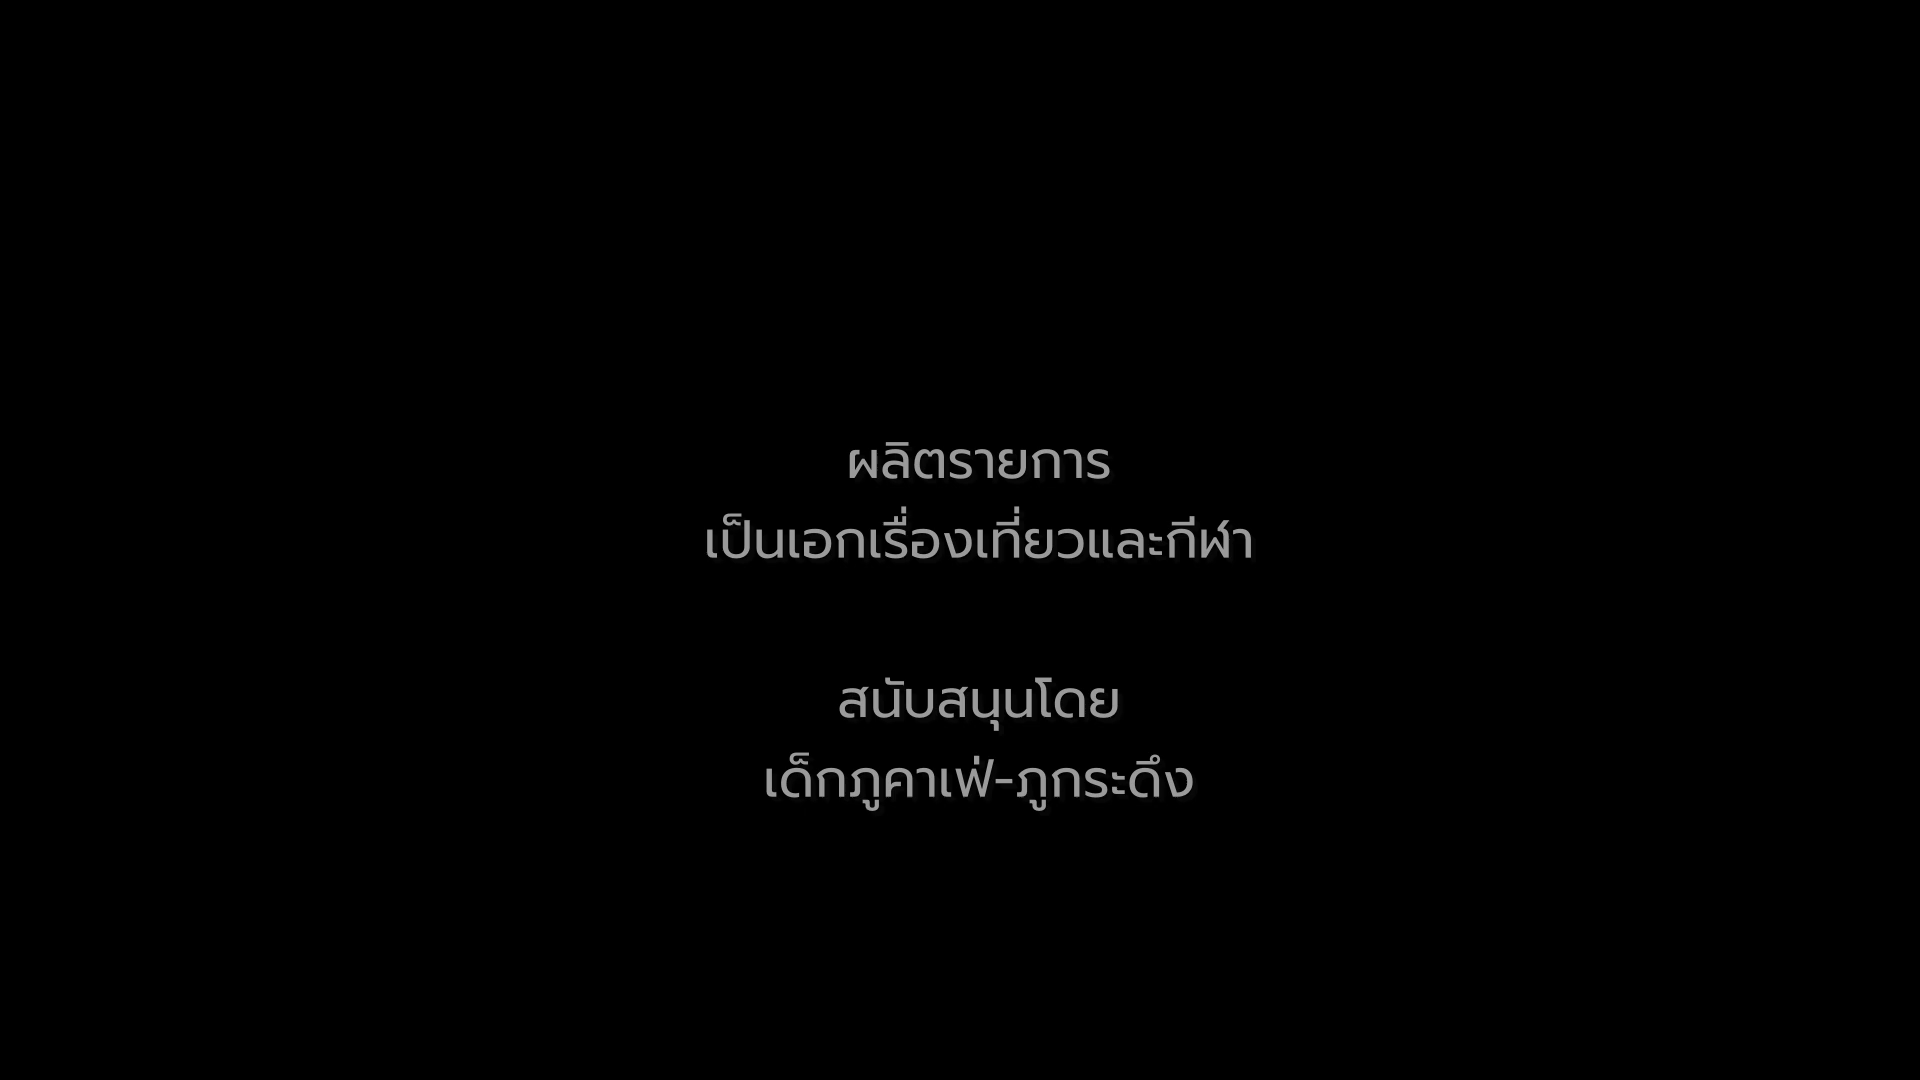 ผลิตรายการ
เป็นเอกเรื่องเที่ยวและกีฬา
สนับสนุนโดย
เด็กภูคาเฟ่-ภูกระดึง